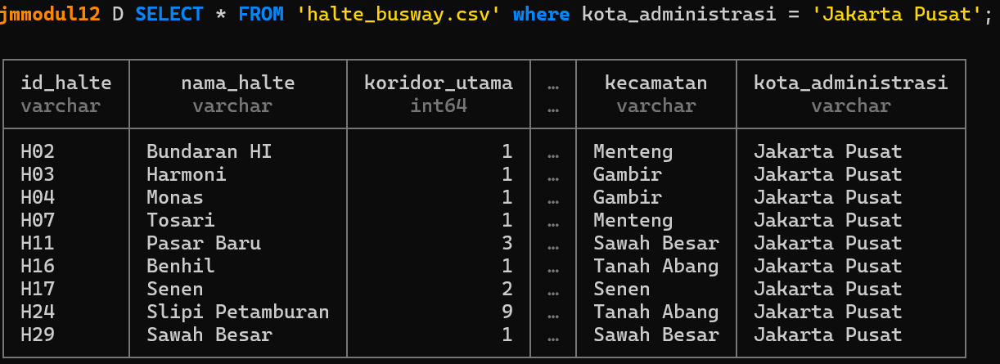 jmmodul12 D SELECT * FROM 'halte_busway.csv' where kota_administrasi = 'Jakarta Pusat';
id_halte nama_halte koridor_utama … kecamatan kota_administrasi
varchar varchar int64 … varchar varchar
H02 Bundaran HI 1 … Menteng Jakarta Pusat
H03 Harmoni 1 … Gambir Jakarta Pusat
H04 Monas 1 … Gambir Jakarta Pusat
H07 Tosari 1 … Menteng Jakarta Pusat
H11 Pasar Baru 3 … Sawah Besar Jakarta Pusat
H16 Benhil 1 … Tanah Abang Jakarta Pusat
H17 Senen 2 … Senen Jakarta Pusat
H24 Slipi Petamburan 9 … Tanah Abang Jakarta Pusat
H29 Sawah Besar 1 … Sawah Besar Jakarta Pusat